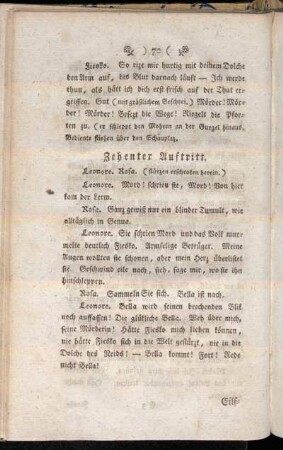 ) 70 (
Fiesko. So rize mir hurtig mit deinem Dolche
den Arm auf, bis Blut darnach läuft — Ich werde
thun, als hätt ich dich erst frisch auf der That er-
griffen. Gut (mit gräßlichem Geschrei.) Mörder! Mör-
der! Mörder! Besezt die Wege! Riegelt die Pfor-
ten zu. (er schleppt den Mohren an der Gurgel hinaus,
Bediente fliehen über den Schauplaz.)
Zehenter Auftritt.
Leonore. Rosa. (stürzen erschroken herein.)
Leonore. Mord! schrien sie, Mord! Von hier
kam der Lerm.
Rosa. Ganz gewiß nur ein blinder Tumult, wie
alltäglich in Genua.
Leonore. Sie schrien Mord und das Volk mur-
melte deutlich Fiesko. Armselige Betrüger. Meine
Augen wollten sie schonen, aber mein Herz überlistet
sie. Geschwind eile nach, sieh, sage mir, wo sie ihn
hinschleppen.
Rosa. Sammeln Sie sich. Bella ist nach.
Leonore. Bella wird seinen brechenden Blik
noch auffassen! Die glükliche Bella. Weh über mich,
seine Mörderin! Hätte Fiesko mich lieben können,
nie hätte Fiesko sich in die Welt gestürzt, nie in die
Dolche des Neids! — Bella kommt! Fort! Rede
nicht Bella!
Eilf-